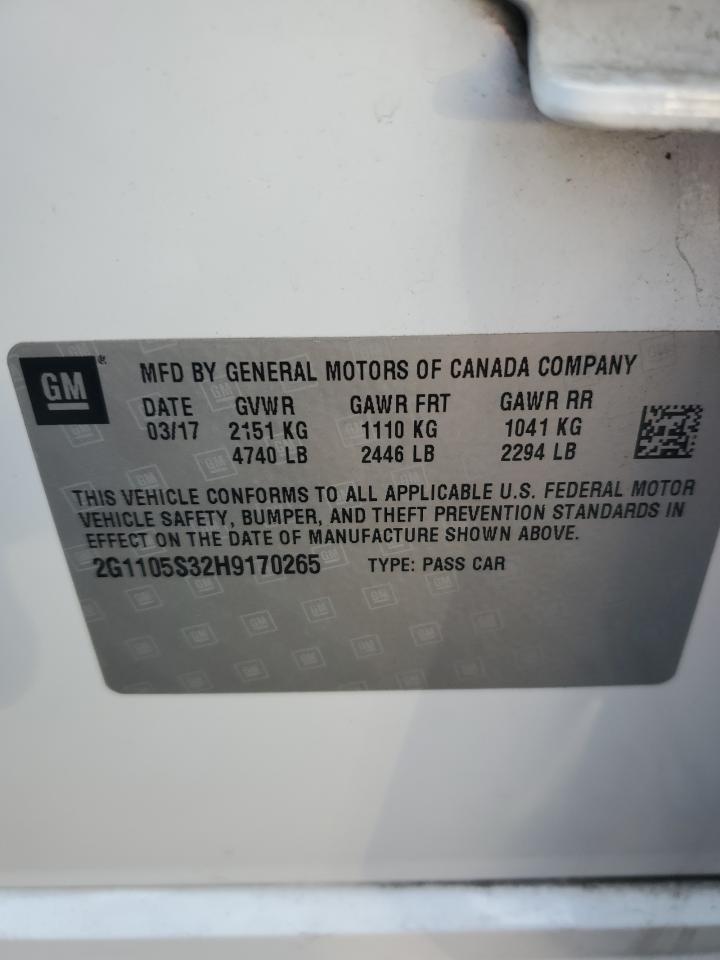 GM ®
MFD BY GENERAL MOTORS OF CANADA COMPANY
DATE GVWR GAWR FRT GAWR RR
03/17 2151 KG 1110 KG 1041 KG
4740 LB 2446 LB 2294 LB
THIS VEHICLE CONFORMS TO ALL APPLICABLE U.S. FEDERAL MOTOR
VEHICLE SAFETY, BUMPER, AND THEFT PREVENTION STANDARDS IN
EFFECT ON THE DATE OF MANUFACTURE SHOWN ABOVE.
2G1105S32H9170265 TYPE: PASS CAR